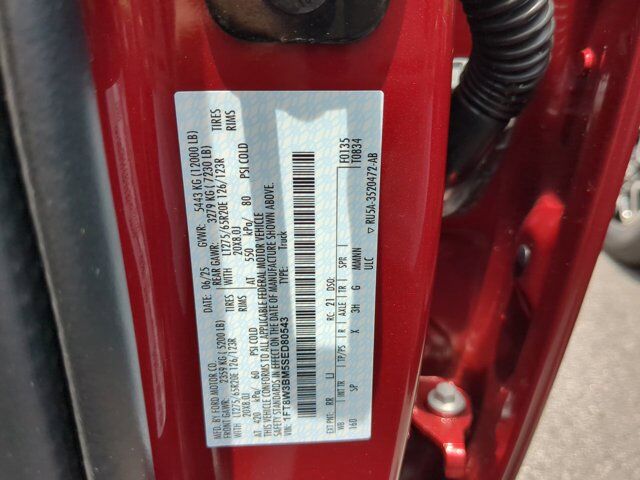 MFD. BY FORD MOTOR CO. DATE: 06/25 GVWR: 5443 KG (12000 LB)
FRONT GAWR: 2359 KG (5200 LB) REAR GAWR: 3279 KG (7230 LB)
WITH LT275/65R20E 126/123R WITH LT275/65R20E 126/123R TIRES
20X8.0J 20X8.0J RIMS
AT 420 kPa/ 60 PSI COLD AT 550 kPa/ 80 PSI COLD
THIS VEHICLE CONFORMS TO ALL APPLICABLE FEDERAL MOTOR VEHICLE
SAFETY STANDARDS IN EFFECT ON THE DATE OF MANUFACTURE SHOWN ABOVE.
VIN: 1FT8W3BM5SED80543 TYPE: Truck
F0135
T0834
EXT PNT: RR LJ RC: 21 DSO:
WB INT TR TP/PS R AXLE TR SPR
160 SP X 3H G MMNNN
ULC
▽ RU5A-3520472-AB